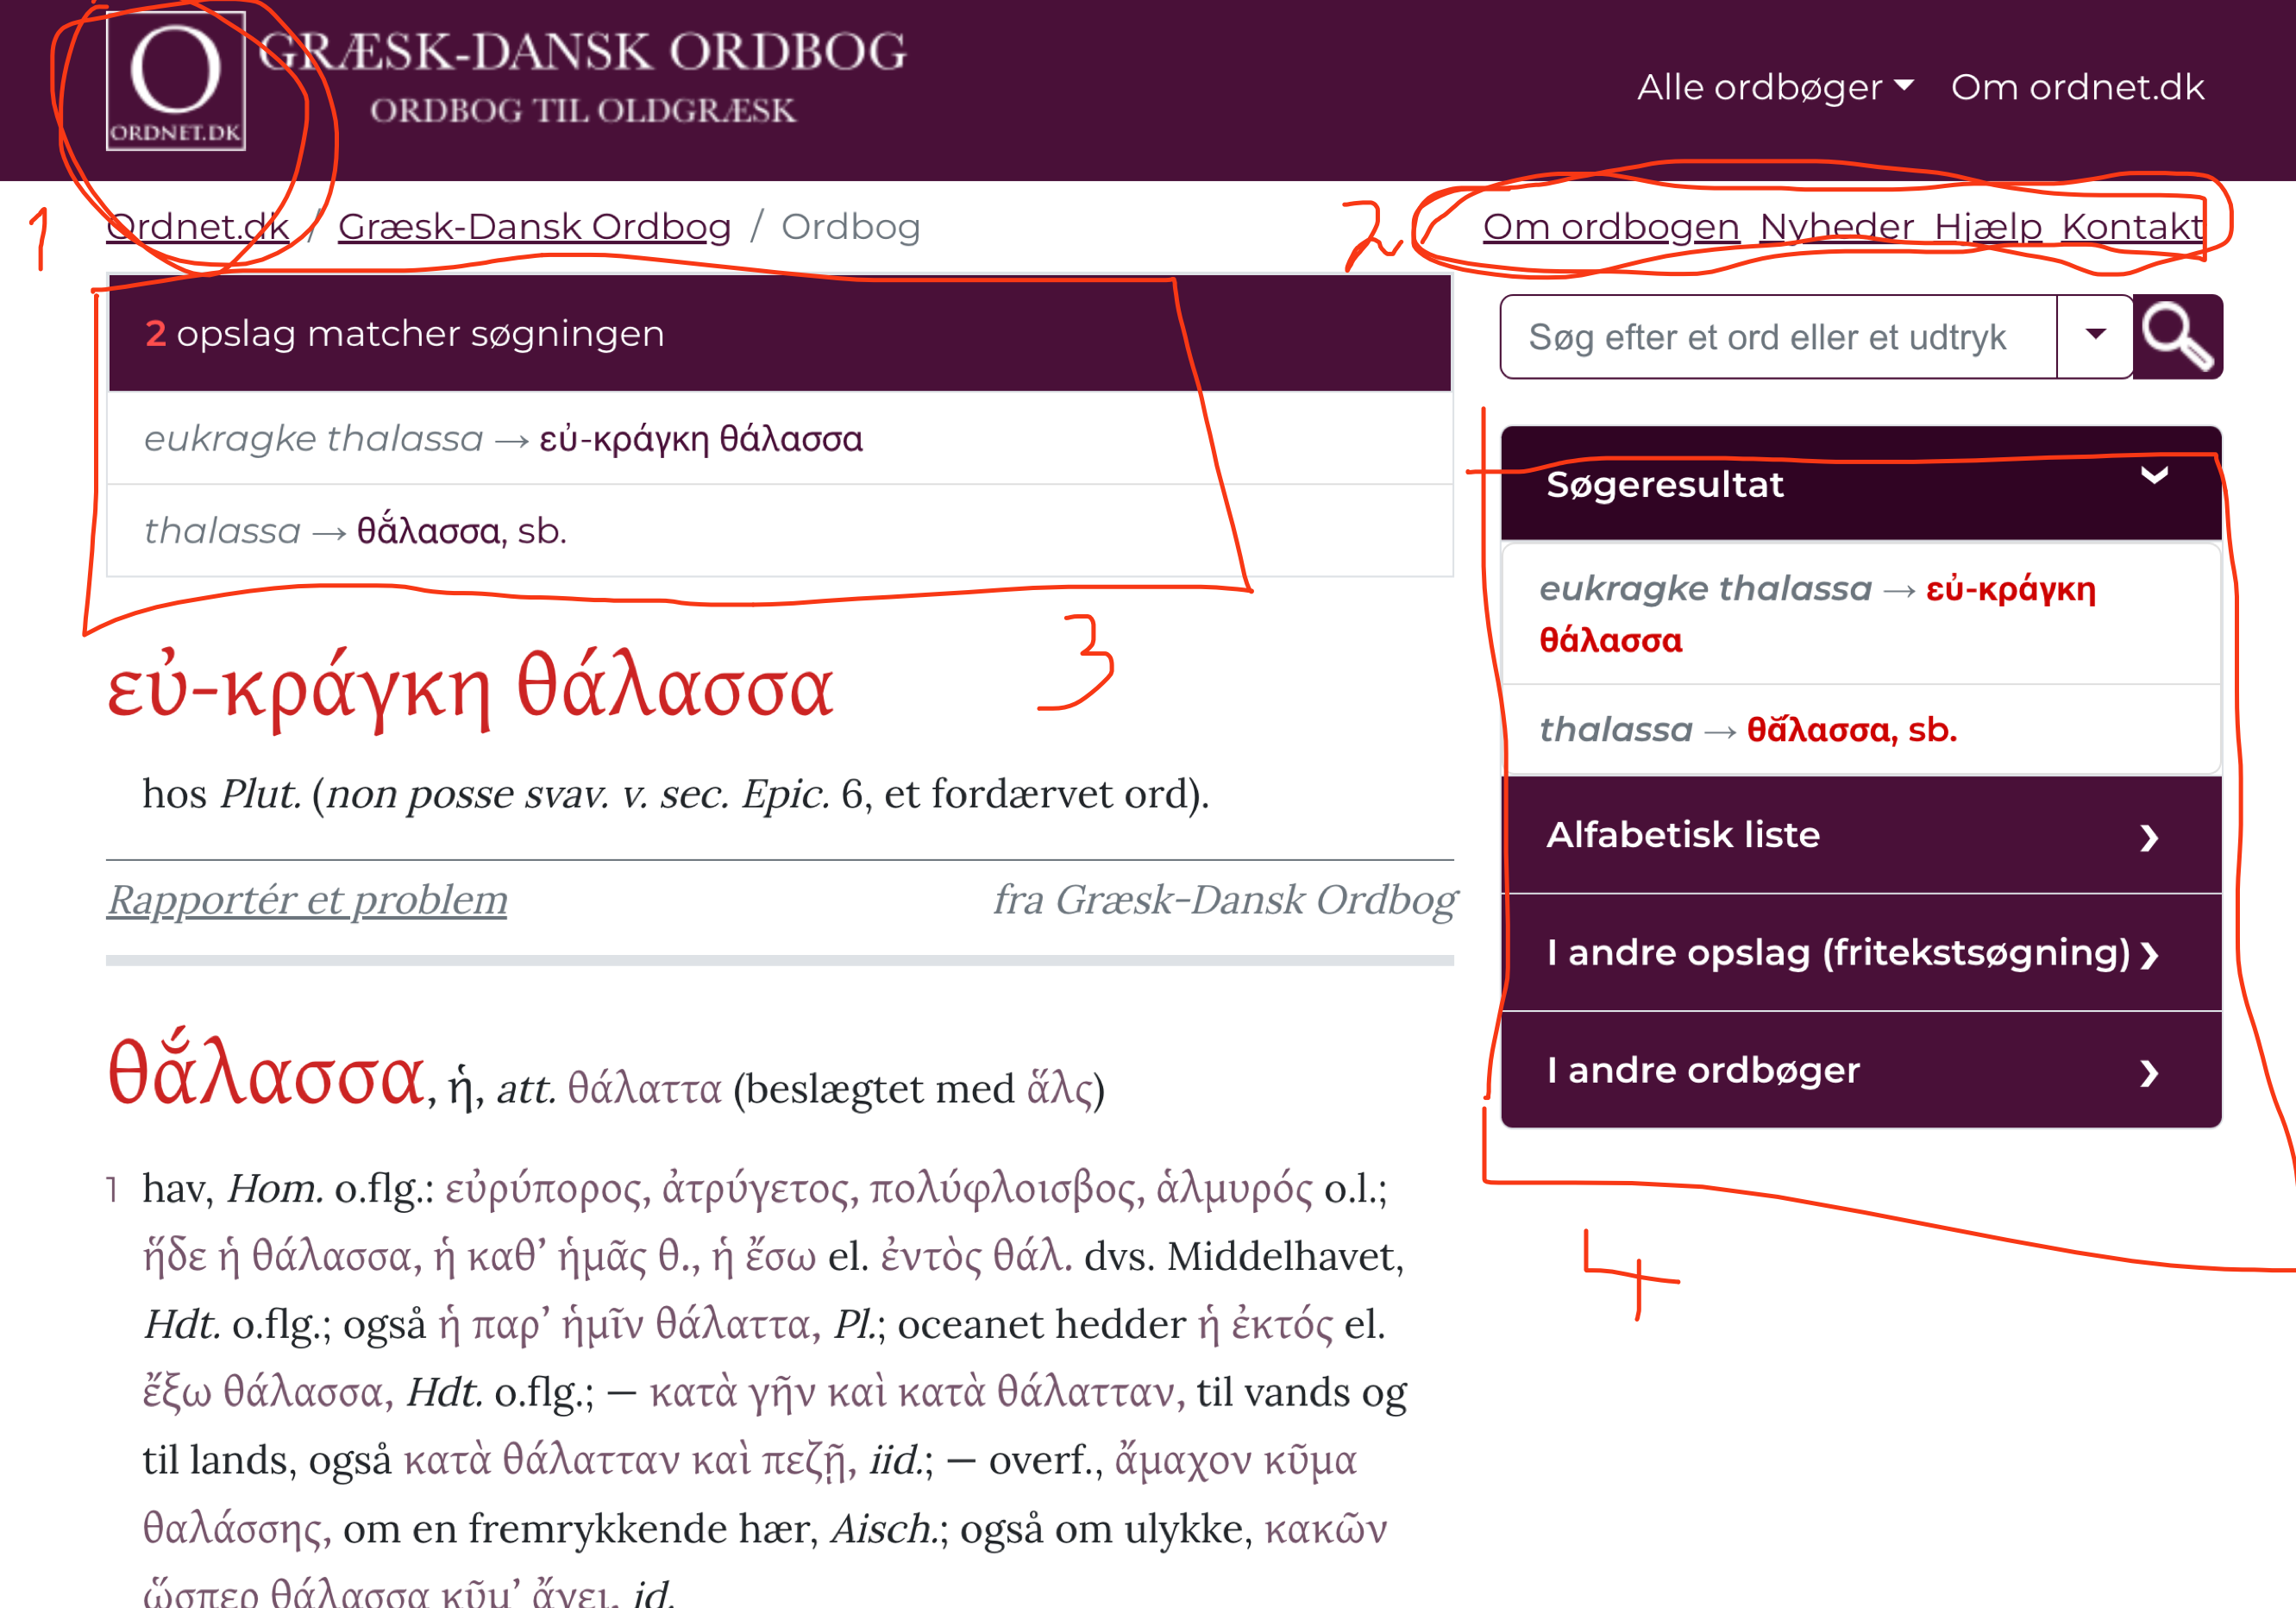 O
ORDNET.DK
GRÆSK-DANSK ORDBOG
ORDBOG TIL OLDGRÆSK
Alle ordbøger Om ordnet.dk
1
Ordnet.dk / Græsk-Dansk Ordbog / Ordbog
2
Om ordbogen Nyheder Hjælp Kontakt
2 opslag matcher søgningen
eukragke thalassa → εὐ-κράγκη θάλασσα
thalassa → θᾰ́λασσα, sb.
3
εὐ-κράγκη θάλασσα
hos Plut. (non posse svav. v. sec. Epic. 6, et fordærvet ord).
Rapportér et problem
fra Græsk-Dansk Ordbog
θᾰ́λασσα, ἡ, att. θάλαττα (beslægtet med ἅλς)
1 hav, Hom. o.flg.: εὐρύπορος, ἀτρύγετος, πολύφλοισβος, ἁλμυρός o.l.;
ἥδε ἡ θάλασσα, ἡ καθ’ ἡμᾶς θ., ἡ ἔσω el. ἐντὸς θάλ. dvs. Middelhavet,
Hdt. o.flg.; også ἡ παρ’ ἡμῖν θάλαττα, Pl.; oceanet hedder ἡ ἐκτός el.
ἔξω θάλασσα, Hdt. o.flg.; — κατὰ γῆν καὶ κατὰ θάλατταν, til vands og
til lands, også κατὰ θάλατταν καὶ πεζῇ, iid.; — overf., ἄμαχον κῦμα
θαλάσσης, om en fremrykkende hær, Aisch.; også om ulykke, κακῶν
ὥσπερ θάλασσα κῦμ’ ἄγει, id.
Søg efter et ord eller et udtryk
Søgeresultat
eukragke thalassa → εὐ-κράγκη
θάλασσα
thalassa → θᾰ́λασσα, sb.
Alfabetisk liste
I andre opslag (fritekstsøgning)
I andre ordbøger
4